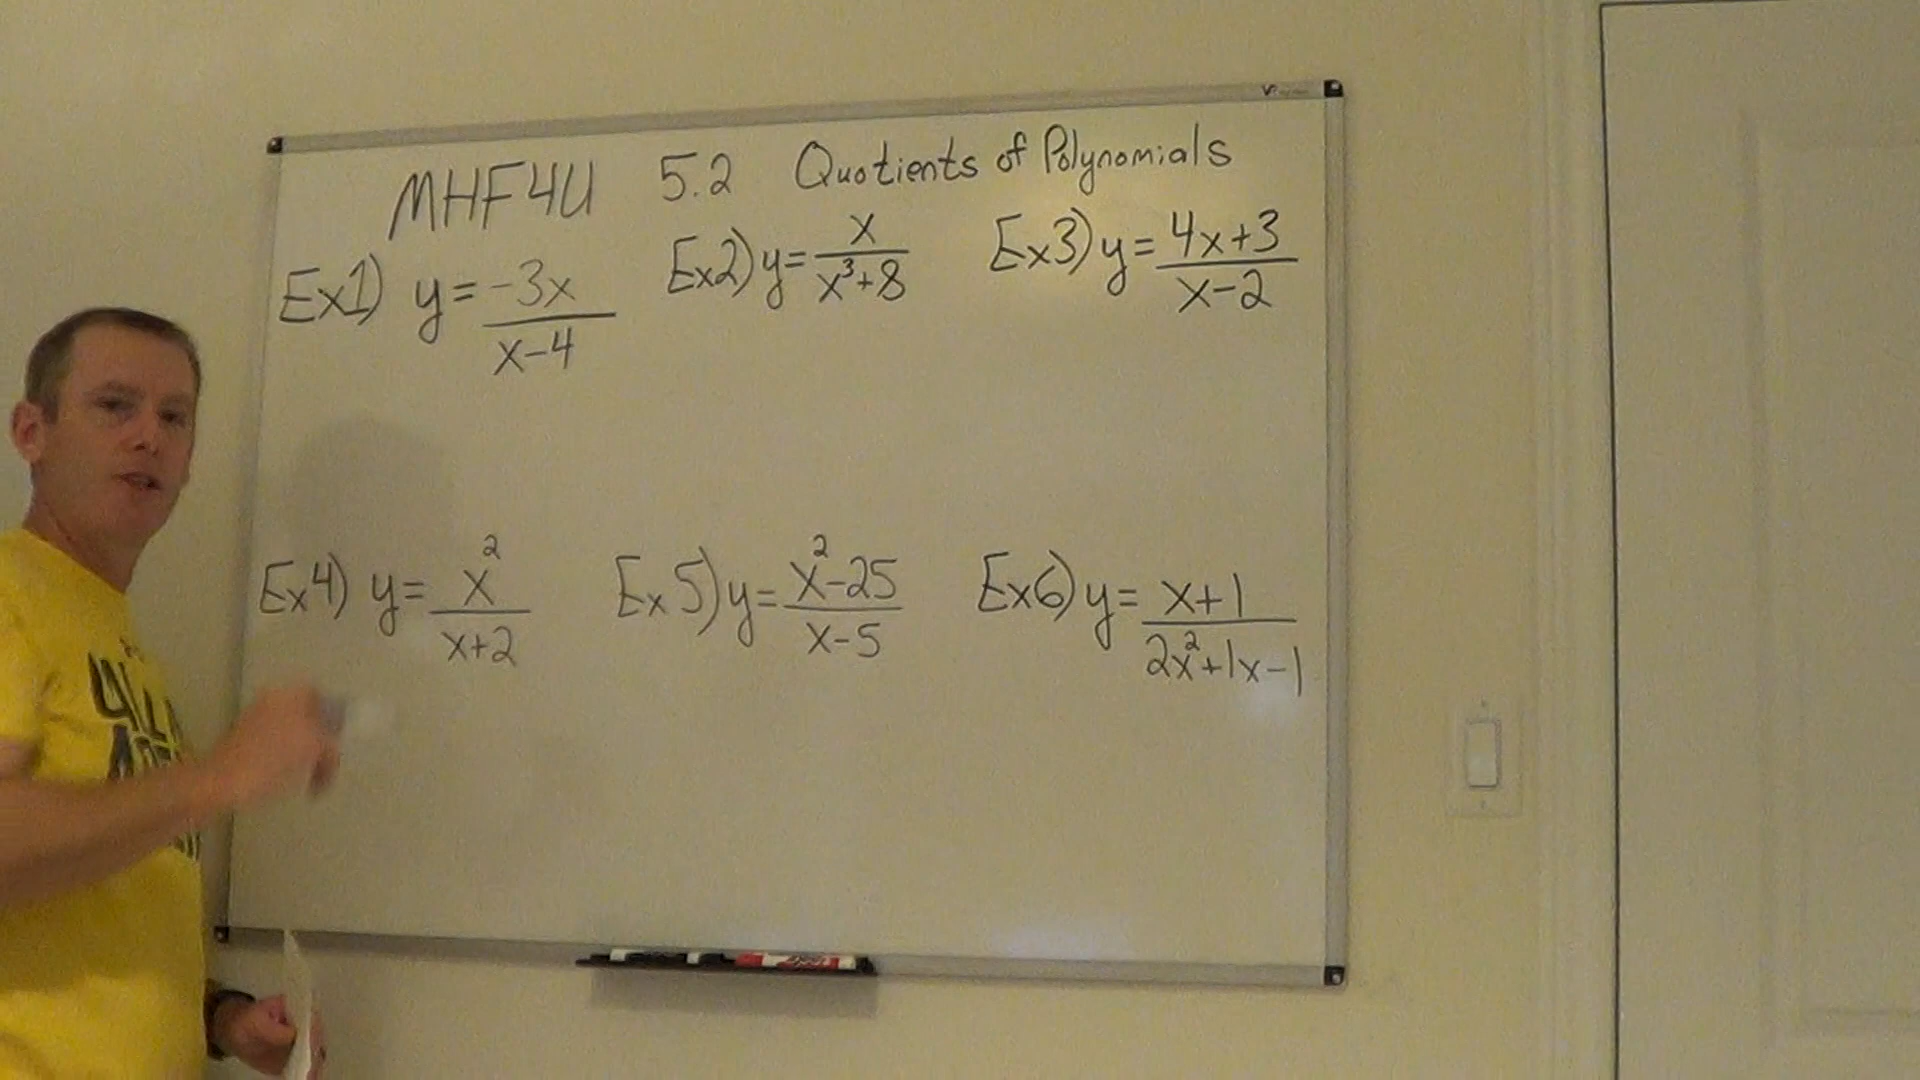 MHF4U 5.2 Quotients of Polynomials
Ex1) y = -3x / x-4
Ex2) y = x / x³+8
Ex3) y = 4x+3 / x-2
Ex4) y = x² / x+2
Ex5) y = x²-25 / x-5
Ex6) y = x+1 / 2x²+1x-1